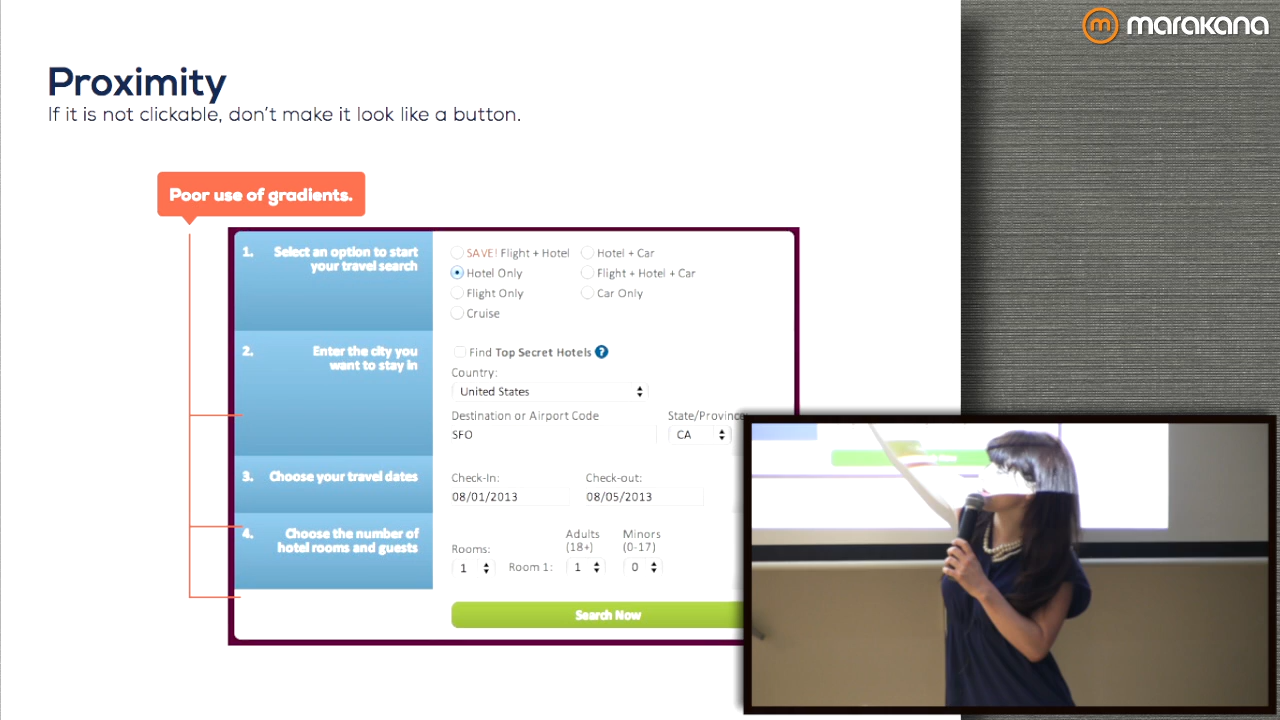 marakana
Proximity
If it is not clickable, don't make it look like a button.
Poor use of gradients.
1. Select an option to start
your travel search
SAVE! Flight + Hotel
Hotel + Car
Hotel Only
Flight + Hotel + Car
Flight Only
Car Only
Cruise
2. Enter the city you
want to stay in
Find Top Secret Hotels ?
Country:
United States
Destination or Airport Code
State/Province
SFO
CA
3. Choose your travel dates
Check-In:
Check-out:
08/01/2013
08/05/2013
4. Choose the number of
hotel rooms and guests
Rooms:
Adults
(18+)
Minors
(0-17)
1
Room 1:
1
0
Search Now